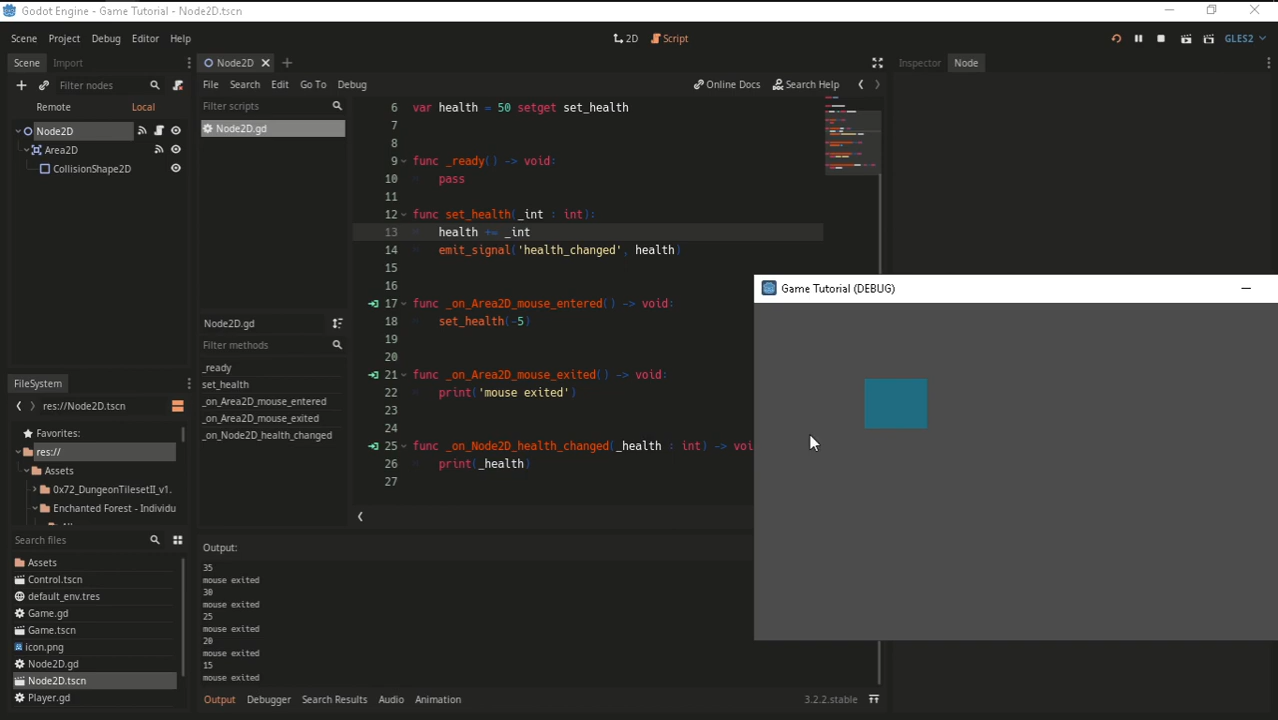 Godot Engine - Game Tutorial - Node2D.tscn
Scene Project Debug Editor Help
2D Script
GLES2
Scene Import
Filter nodes
Remote Local
Node2D
Area2D
CollisionShape2D
FileSystem
res://Node2D.tscn
Favorites:
res://
Assets
0x72_DungeonTilesetII_v1.
Enchanted Forest - Individu
Search files
Assets
Control.tscn
default_env.tres
Game.gd
Game.tscn
icon.png
Node2D.gd
Node2D.tscn
Player.gd
Node2D
File Search Edit Go To Debug
Online Docs Search Help
Filter scripts
Node2D.gd
Node2D.gd
Filter methods
_ready
set_health
_on_Area2D_mouse_entered
_on_Area2D_mouse_exited
_on_Node2D_health_changed
6 var health = 50 setget set_health
7
8
9 func _ready() -> void:
10 pass
11
12 func set_health(_int : int):
13 health += _int
14 emit_signal('health_changed', health)
15
16
17 func _on_Area2D_mouse_entered() -> void:
18 set_health(-5)
19
20
21 func _on_Area2D_mouse_exited() -> void:
22 print('mouse exited')
23
24
25 func _on_Node2D_health_changed(_health : int) -> voi
26 print(_health)
27
Output:
35
mouse exited
30
mouse exited
25
mouse exited
20
mouse exited
15
mouse exited
Output Debugger Search Results Audio Animation
3.2.2.stable
Inspector Node
Game Tutorial (DEBUG)